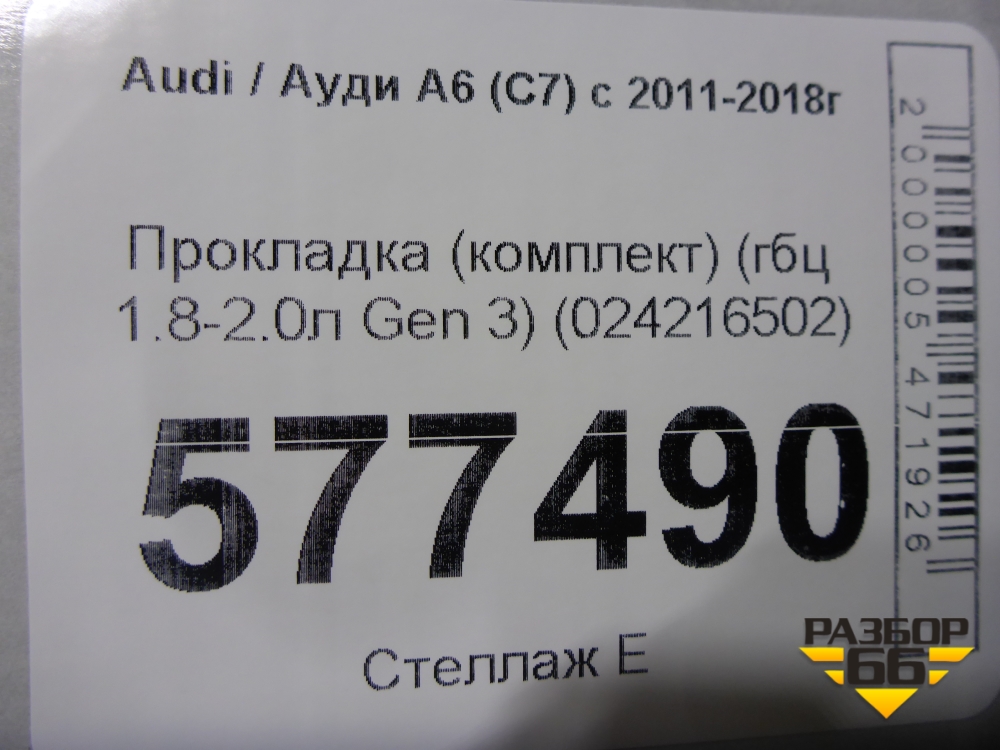 Audi / Ауди А6 (С7) с 2011-2018г
Прокладка (комплект) (гбц
1.8-2.0л Gen 3) (024216502)
577490
Стеллаж Е
2000005471926
РАЗБОР
66